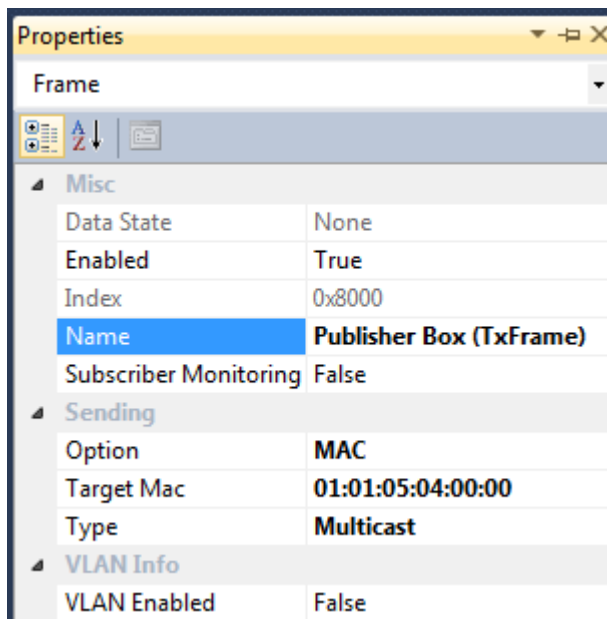 Properties
Frame
A
Z
Misc
Data State None
Enabled True
Index 0x8000
Name Publisher Box (TxFrame)
Subscriber Monitoring False
Sending
Option MAC
Target Mac 01:01:05:04:00:00
Type Multicast
VLAN Info
VLAN Enabled False